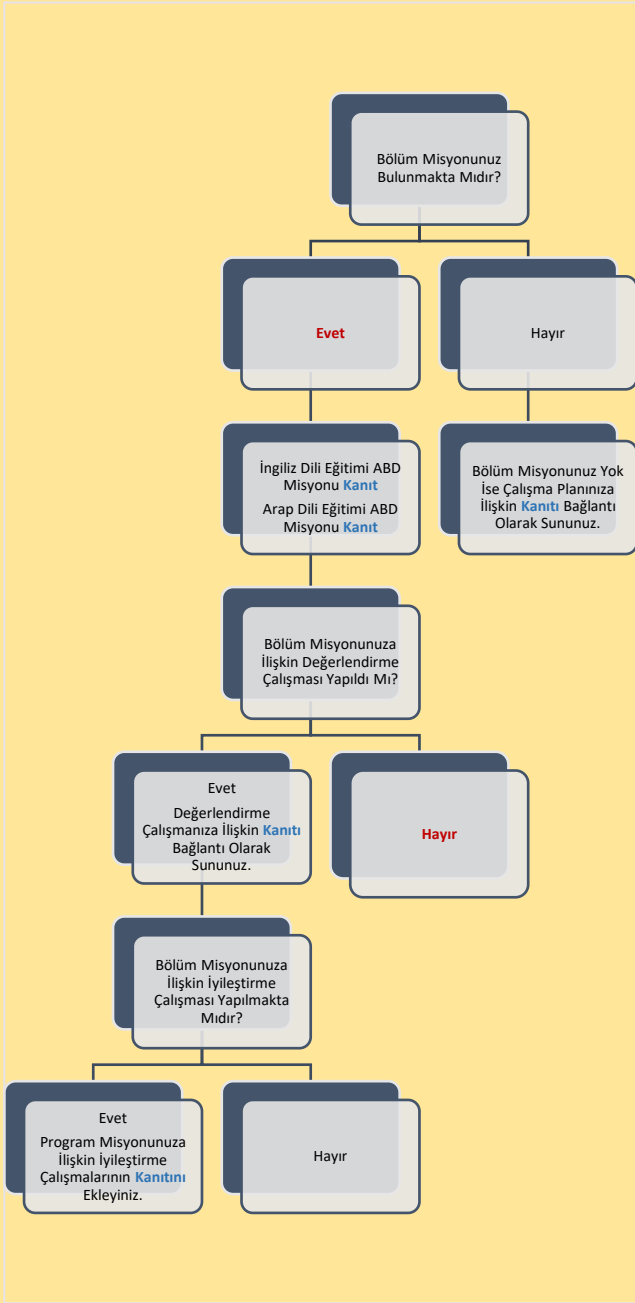 Bölüm Misyonunuz
Bulunmakta Mıdır?
Evet
Hayır
İngiliz Dili Eğitimi ABD
Misyonu Kanıt
Arap Dili Eğitimi ABD
Misyonu Kanıt
Bölüm Misyonunuz Yok
İse Çalışma Planınıza
İlişkin Kanıtı Bağlantı
Olarak Sununuz.
Bölüm Misyonunuza
İlişkin Değerlendirme
Çalışması Yapıldı Mı?
Evet
Değerlendirme
Çalışmanıza İlişkin Kanıtı
Bağlantı Olarak
Sununuz.
Hayır
Bölüm Misyonunuza
İlişkin İyileştirme
Çalışması Yapılmakta
Mıdır?
Evet
Program Misyonunuza
İlişkin İyileştirme
Çalışmalarının Kanıtını
Ekleyiniz.
Hayır